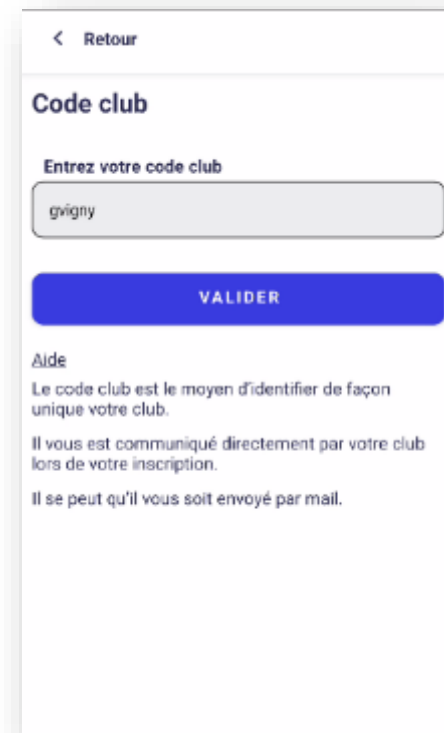 Retour
Code club
Entrez votre code club
gvigny
VALIDER
Aide
Le code club est le moyen d'identifier de façon
unique votre club.
Il vous est communiqué directement par votre club
lors de votre inscription.
Il se peut qu'il vous soit envoyé par mail.